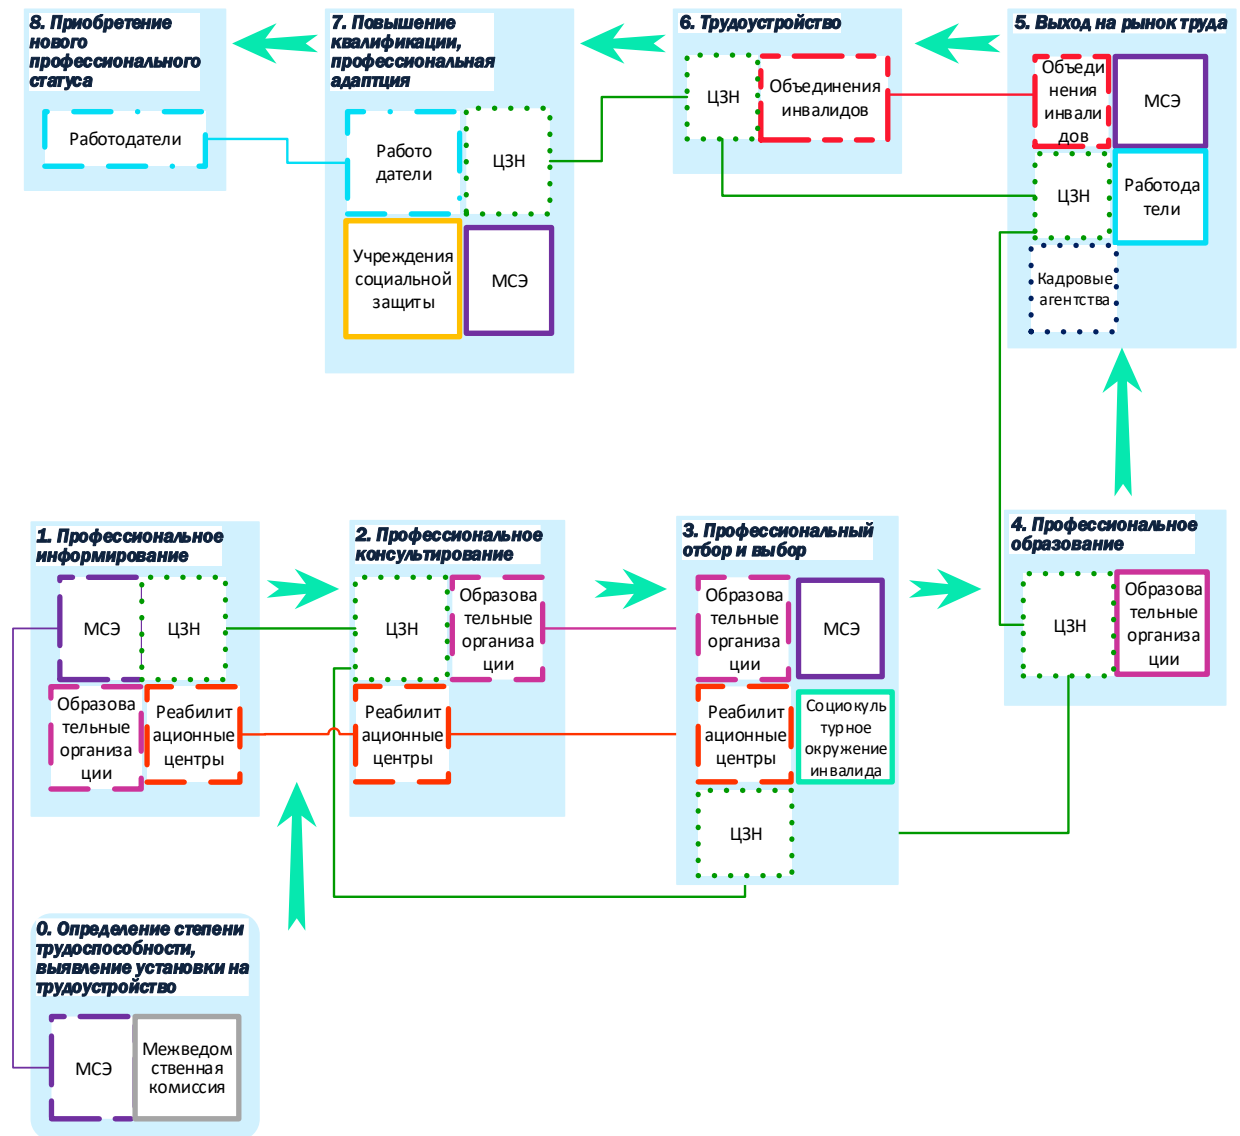 8. Приобретение
нового
профессионального
статуса
Работодатели
7. Повышение
квалификации,
профессиональная
адаптция
Работо
датели
ЦЗН
Учреждения
социальной
защиты
МСЭ
6. Трудоустройство
ЦЗН
Объединения
инвалидов
5. Выход на рынок труда
Объеди
нения
инвали
дов
МСЭ
ЦЗН
Работода
тели
Кадровые
агентства
1. Профессиональное
информирование
МСЭ
ЦЗН
Образова
тельные
организа
ции
Реабилит
ационные
центры
2. Профессиональное
консультирование
ЦЗН
Образова
тельные
организа
ции
Реабилит
ационные
центры
3. Профессиональный
отбор и выбор
Образова
тельные
организа
ции
МСЭ
Реабилит
ационные
центры
Социокуль
турное
окружение
инвалида
ЦЗН
4. Профессиональное
образование
ЦЗН
Образова
тельные
организа
ции
0. Определение степени
трудоспособности,
выявление установки на
трудоустройство
МСЭ
Межведом
ственная
комиссия